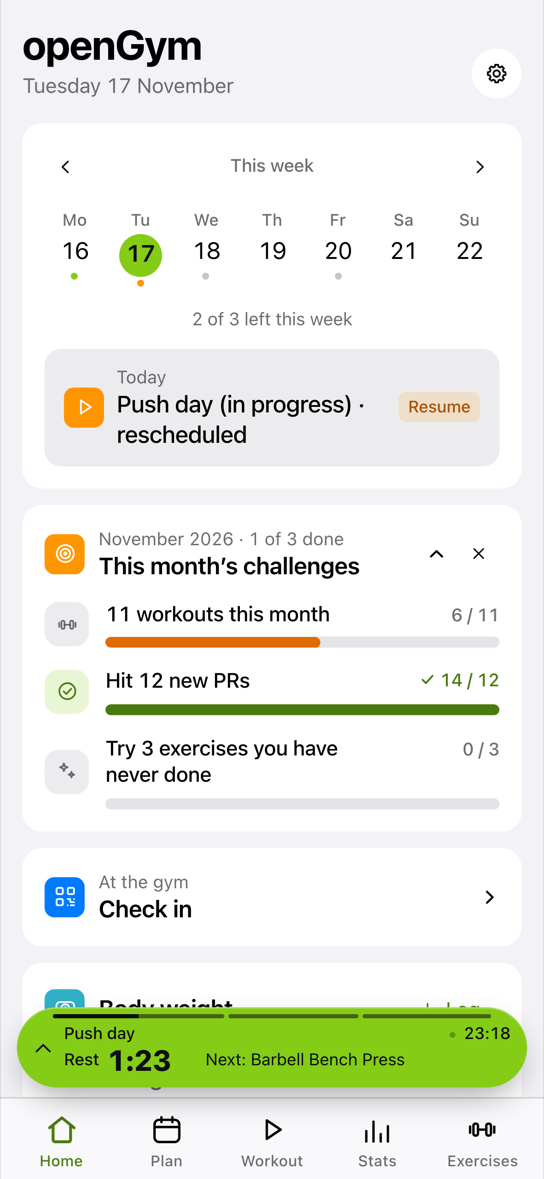 openGym
Tuesday 17 November
This week
Mo Tu We Th Fr Sa Su
16 17 18 19 20 21 22
2 of 3 left this week
Today
Push day (in progress) ·
rescheduled
Resume
November 2026 · 1 of 3 done
This month’s challenges
11 workouts this month
6 / 11
Hit 12 new PRs
14 / 12
Try 3 exercises you have
never done
0 / 3
At the gym
Check in
Body weight
Push day
23:18
Rest 1:23
Next: Barbell Bench Press
Home Plan Workout Stats Exercises